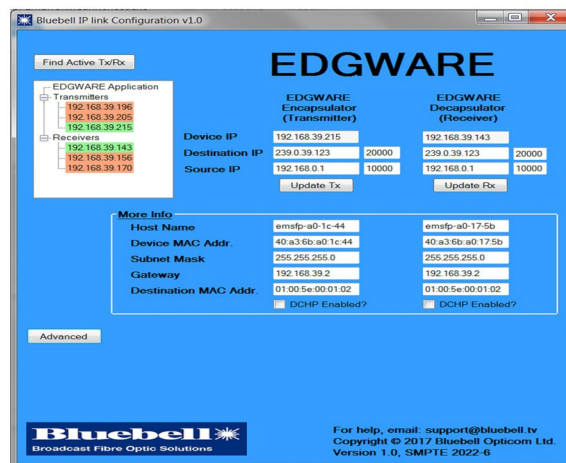 Bluebell IP link Configuration v1.0
Find Active Tx/Rx
EDGWARE
EDGWARE Application
Transmitters
192.168.39.196
192.168.39.205
192.168.39.215
Receivers
192.168.39.143
192.168.39.156
192.168.39.170
EDGWARE Encapsulator (Transmitter)
EDGWARE Decapsulator (Receiver)
Device IP 192.168.39.215 192.168.39.143
Destination IP 239.0.39.123 20000 239.0.39.123 20000
Source IP 192.168.0.1 10000 192.168.0.1 10000
Update Tx Update Rx
More Info
Host Name emsfp-a0-1c-44 emsfp-a0-17-5b
Device MAC Addr. 40:a3:6b:a0:1c:44 40:a3:6b:a0:17:5b
Subnet Mask 255.255.255.0 255.255.255.0
Gateway 192.168.39.2 192.168.39.2
Destination MAC Addr. 01:00:5e:00:01:02 01:00:5e:00:01:02
DCHP Enabled? DCHP Enabled?
Advanced
Bluebell
Broadcast Fibre Optic Solutions
For help, email: support@bluebell.tv
Copyright © 2017 Bluebell Opticom Ltd.
Version 1.0, SMPTE 2022-6